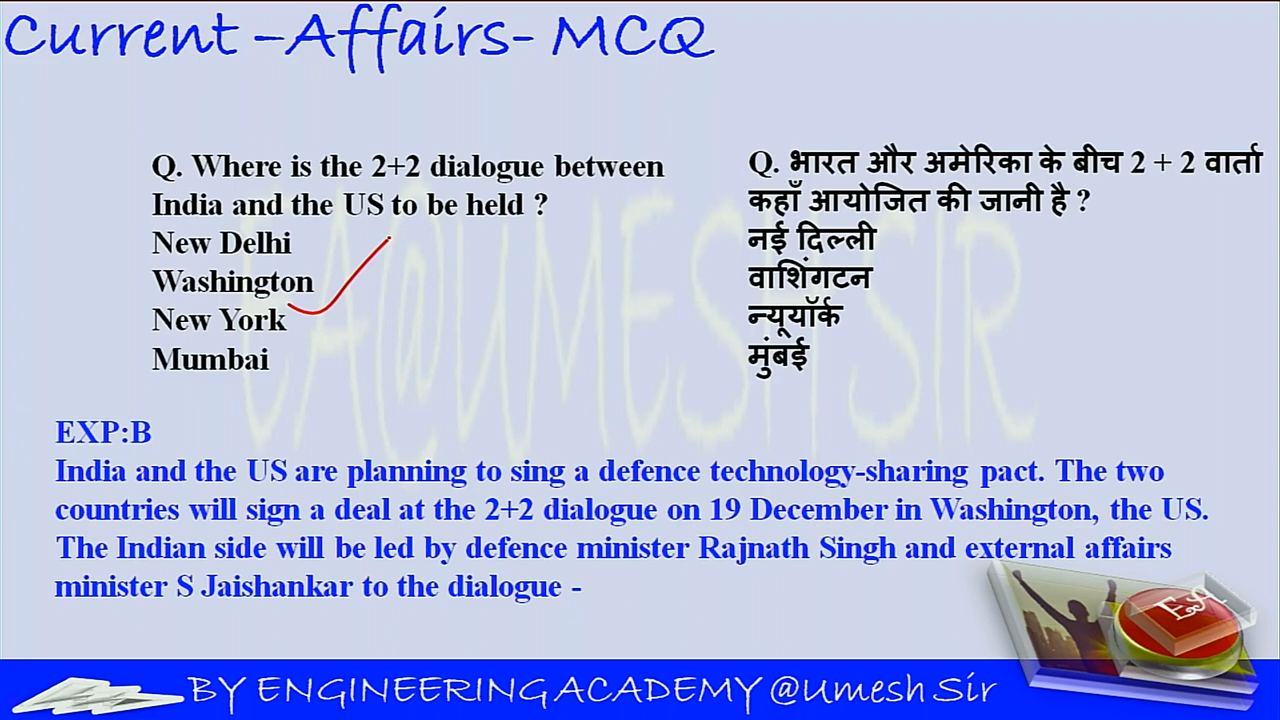 Current –Affairs- MCQ
Q. Where is the 2+2 dialogue between
India and the US to be held ?
New Delhi
Washington
New York
Mumbai
Q. भारत और अमेरिका के बीच 2 + 2 वार्ता
कहाँ आयोजित की जानी है ?
नई दिल्ली
वाशिंगटन
न्यूयॉर्क
मुंबई
CA@UMESH SIR
EXP:B
India and the US are planning to sing a defence technology-sharing pact. The two
countries will sign a deal at the 2+2 dialogue on 19 December in Washington, the US.
The Indian side will be led by defence minister Rajnath Singh and external affairs
minister S Jaishankar to the dialogue -
EA
BY ENGINEERING ACADEMY @Umesh Sir